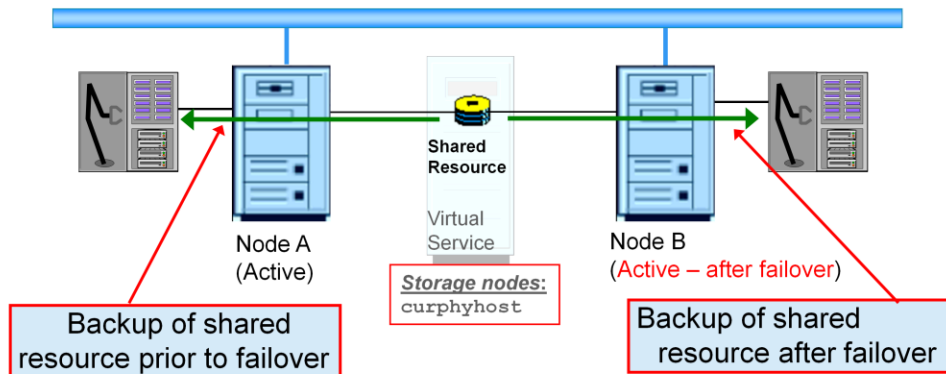 Shared
Resource
Virtual
Service
Node A
(Active)
Node B
(Active – after failover)
Storage nodes:
curphyhost
Backup of shared
resource prior to failover
Backup of shared
resource after failover